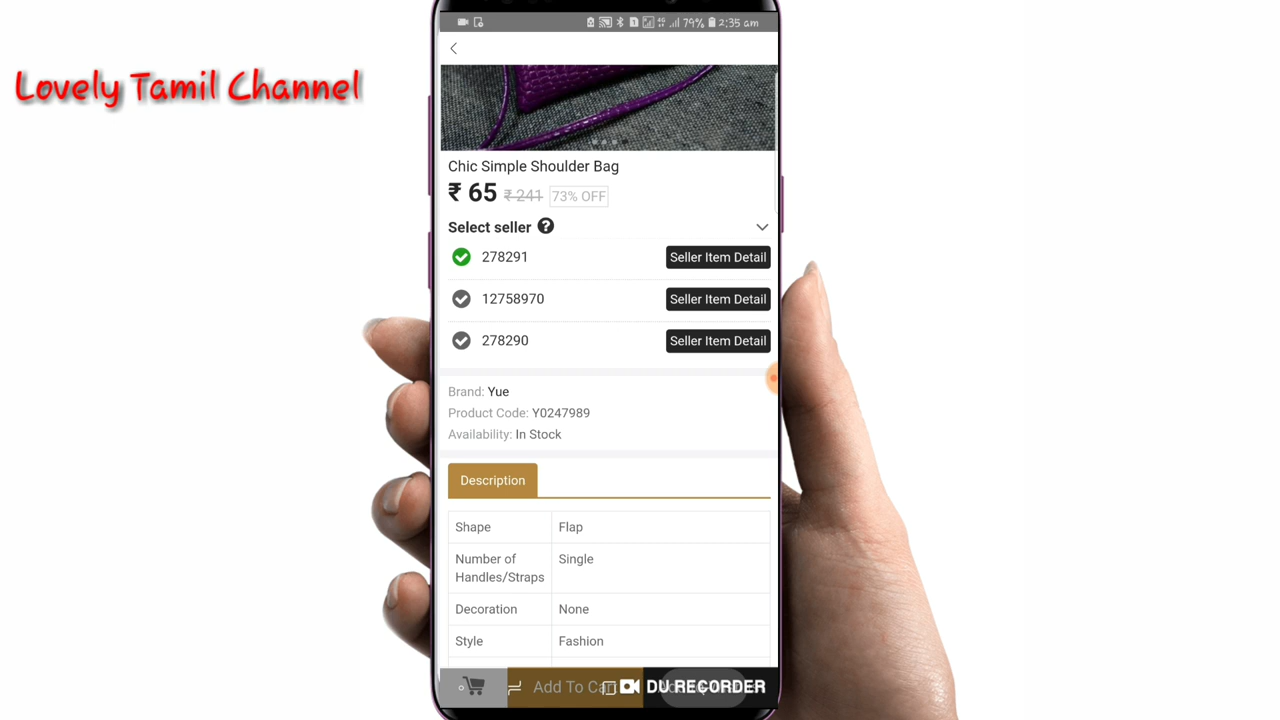 Lovely Tamil Channel
79% 2:35 am
Chic Simple Shoulder Bag
₹ 65 ₹ 241 73% OFF
Select seller ?
278291 Seller Item Detail
12758970 Seller Item Detail
278290 Seller Item Detail
Brand: Yue
Product Code: Y0247989
Availability: In Stock
Description
Shape Flap
Number of Handles/Straps Single
Decoration None
Style Fashion
Add To Car DU RECORDER